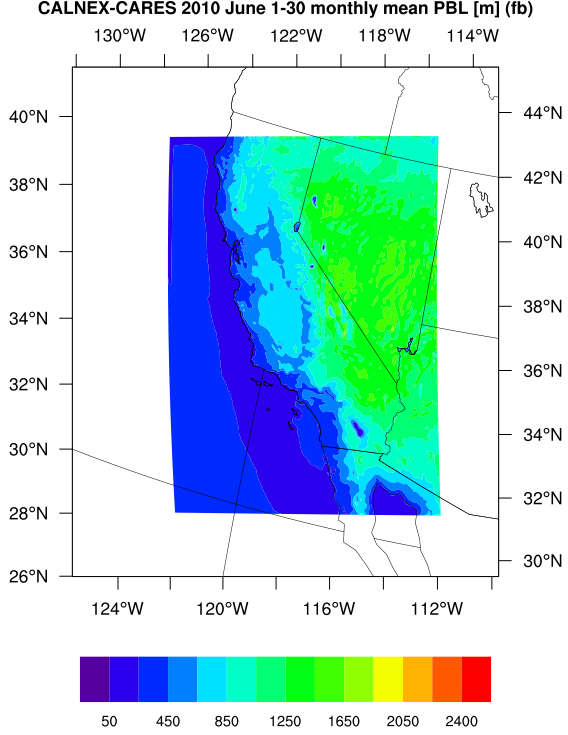 CALNEX-CARES 2010 June 1-30 monthly mean PBL [m] (fb)
130°W 126°W 122°W 118°W 114°W
40°N 44°N
38°N 42°N
36°N 40°N
34°N 38°N
32°N 36°N
30°N 34°N
28°N 32°N
26°N 30°N
124°W 120°W 116°W 112°W
50 450 850 1250 1650 2050 2400